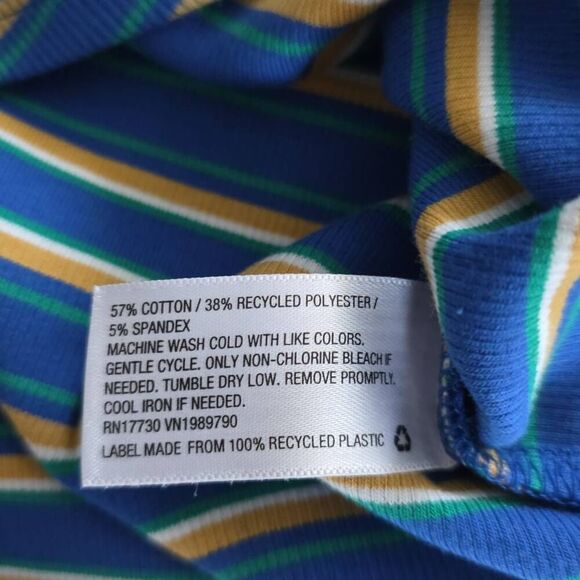 57% COTTON / 38% RECYCLED POLYESTER /
5% SPANDEX
MACHINE WASH COLD WITH LIKE COLORS.
GENTLE CYCLE. ONLY NON-CHLORINE BLEACH IF
NEEDED. TUMBLE DRY LOW. REMOVE PROMPTLY.
COOL IRON IF NEEDED.
RN17730 VN1989790
LABEL MADE FROM 100% RECYCLED PLASTIC